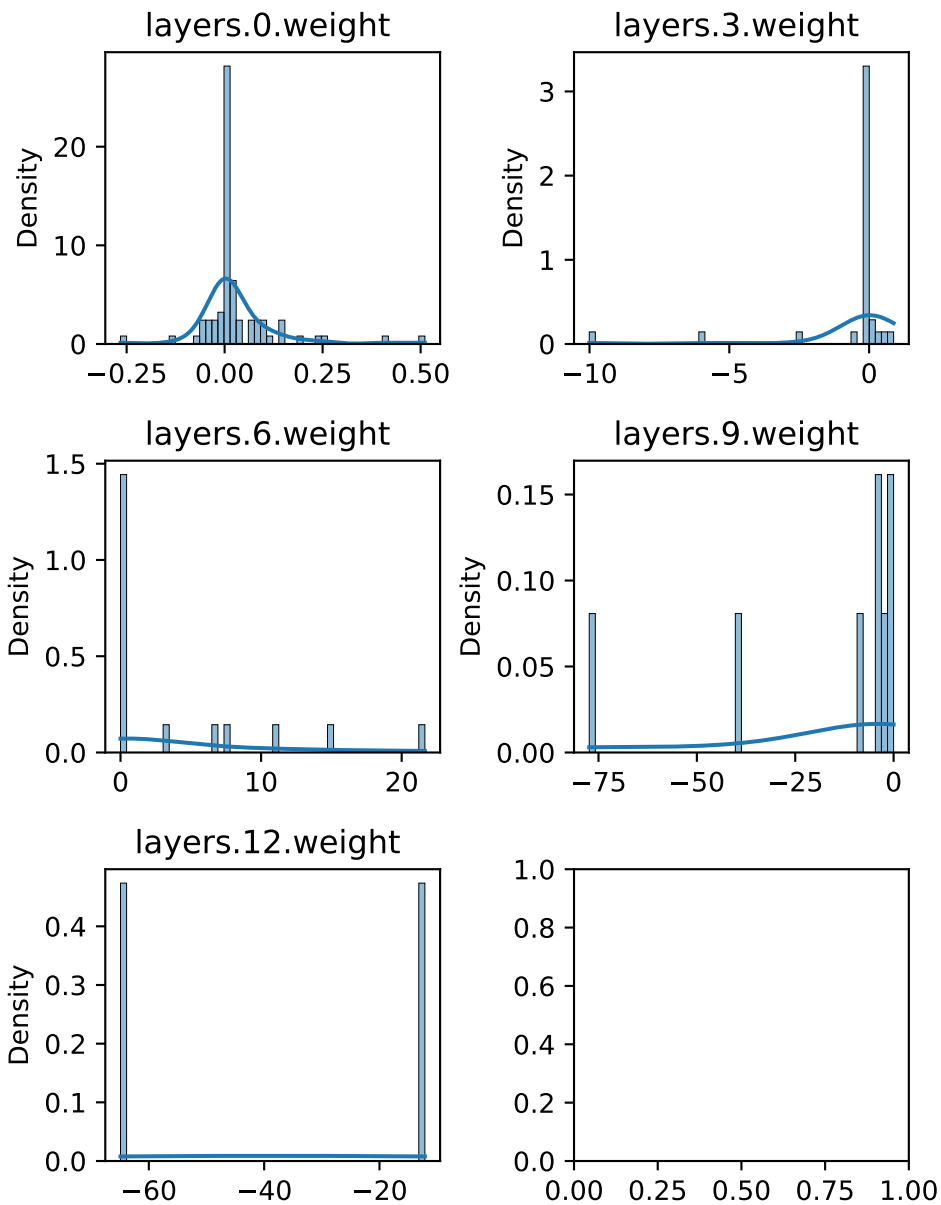 layers.0.weight
layers.3.weight
Density
20
10
0
−0.25 0.00 0.25 0.50
Density
3
2
1
0
−10 −5 0
layers.6.weight
layers.9.weight
Density
1.5
1.0
0.5
0.0
0 10 20
Density
0.15
0.10
0.05
0.00
−75 −50 −25 0
layers.12.weight
Density
0.4
0.3
0.2
0.1
0.0
−60 −40 −20
1.0
0.8
0.6
0.4
0.2
0.0
0.00 0.25 0.50 0.75 1.00